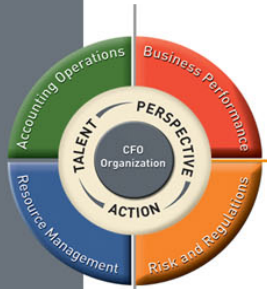 Accounting Operations
Business Performance
TALENT
PERSPECTIVE
CFO
Organization
ACTION
Resource Management
Risk and Regulations